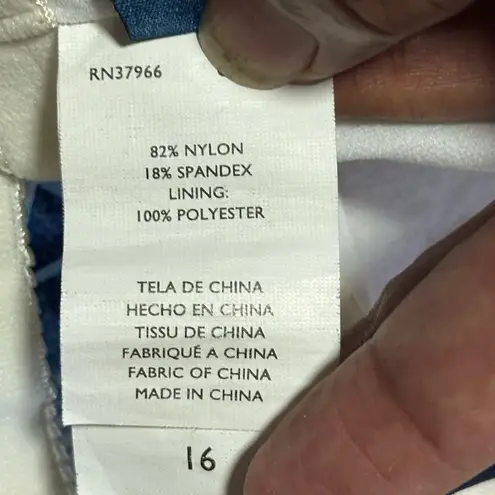 RN37966
82% NYLON
18% SPANDEX
LINING:
100% POLYESTER
TELA DE CHINA
HECHO EN CHINA
TISSU DE CHINA
FABRIQUÉ A CHINA
FABRIC OF CHINA
MADE IN CHINA
16